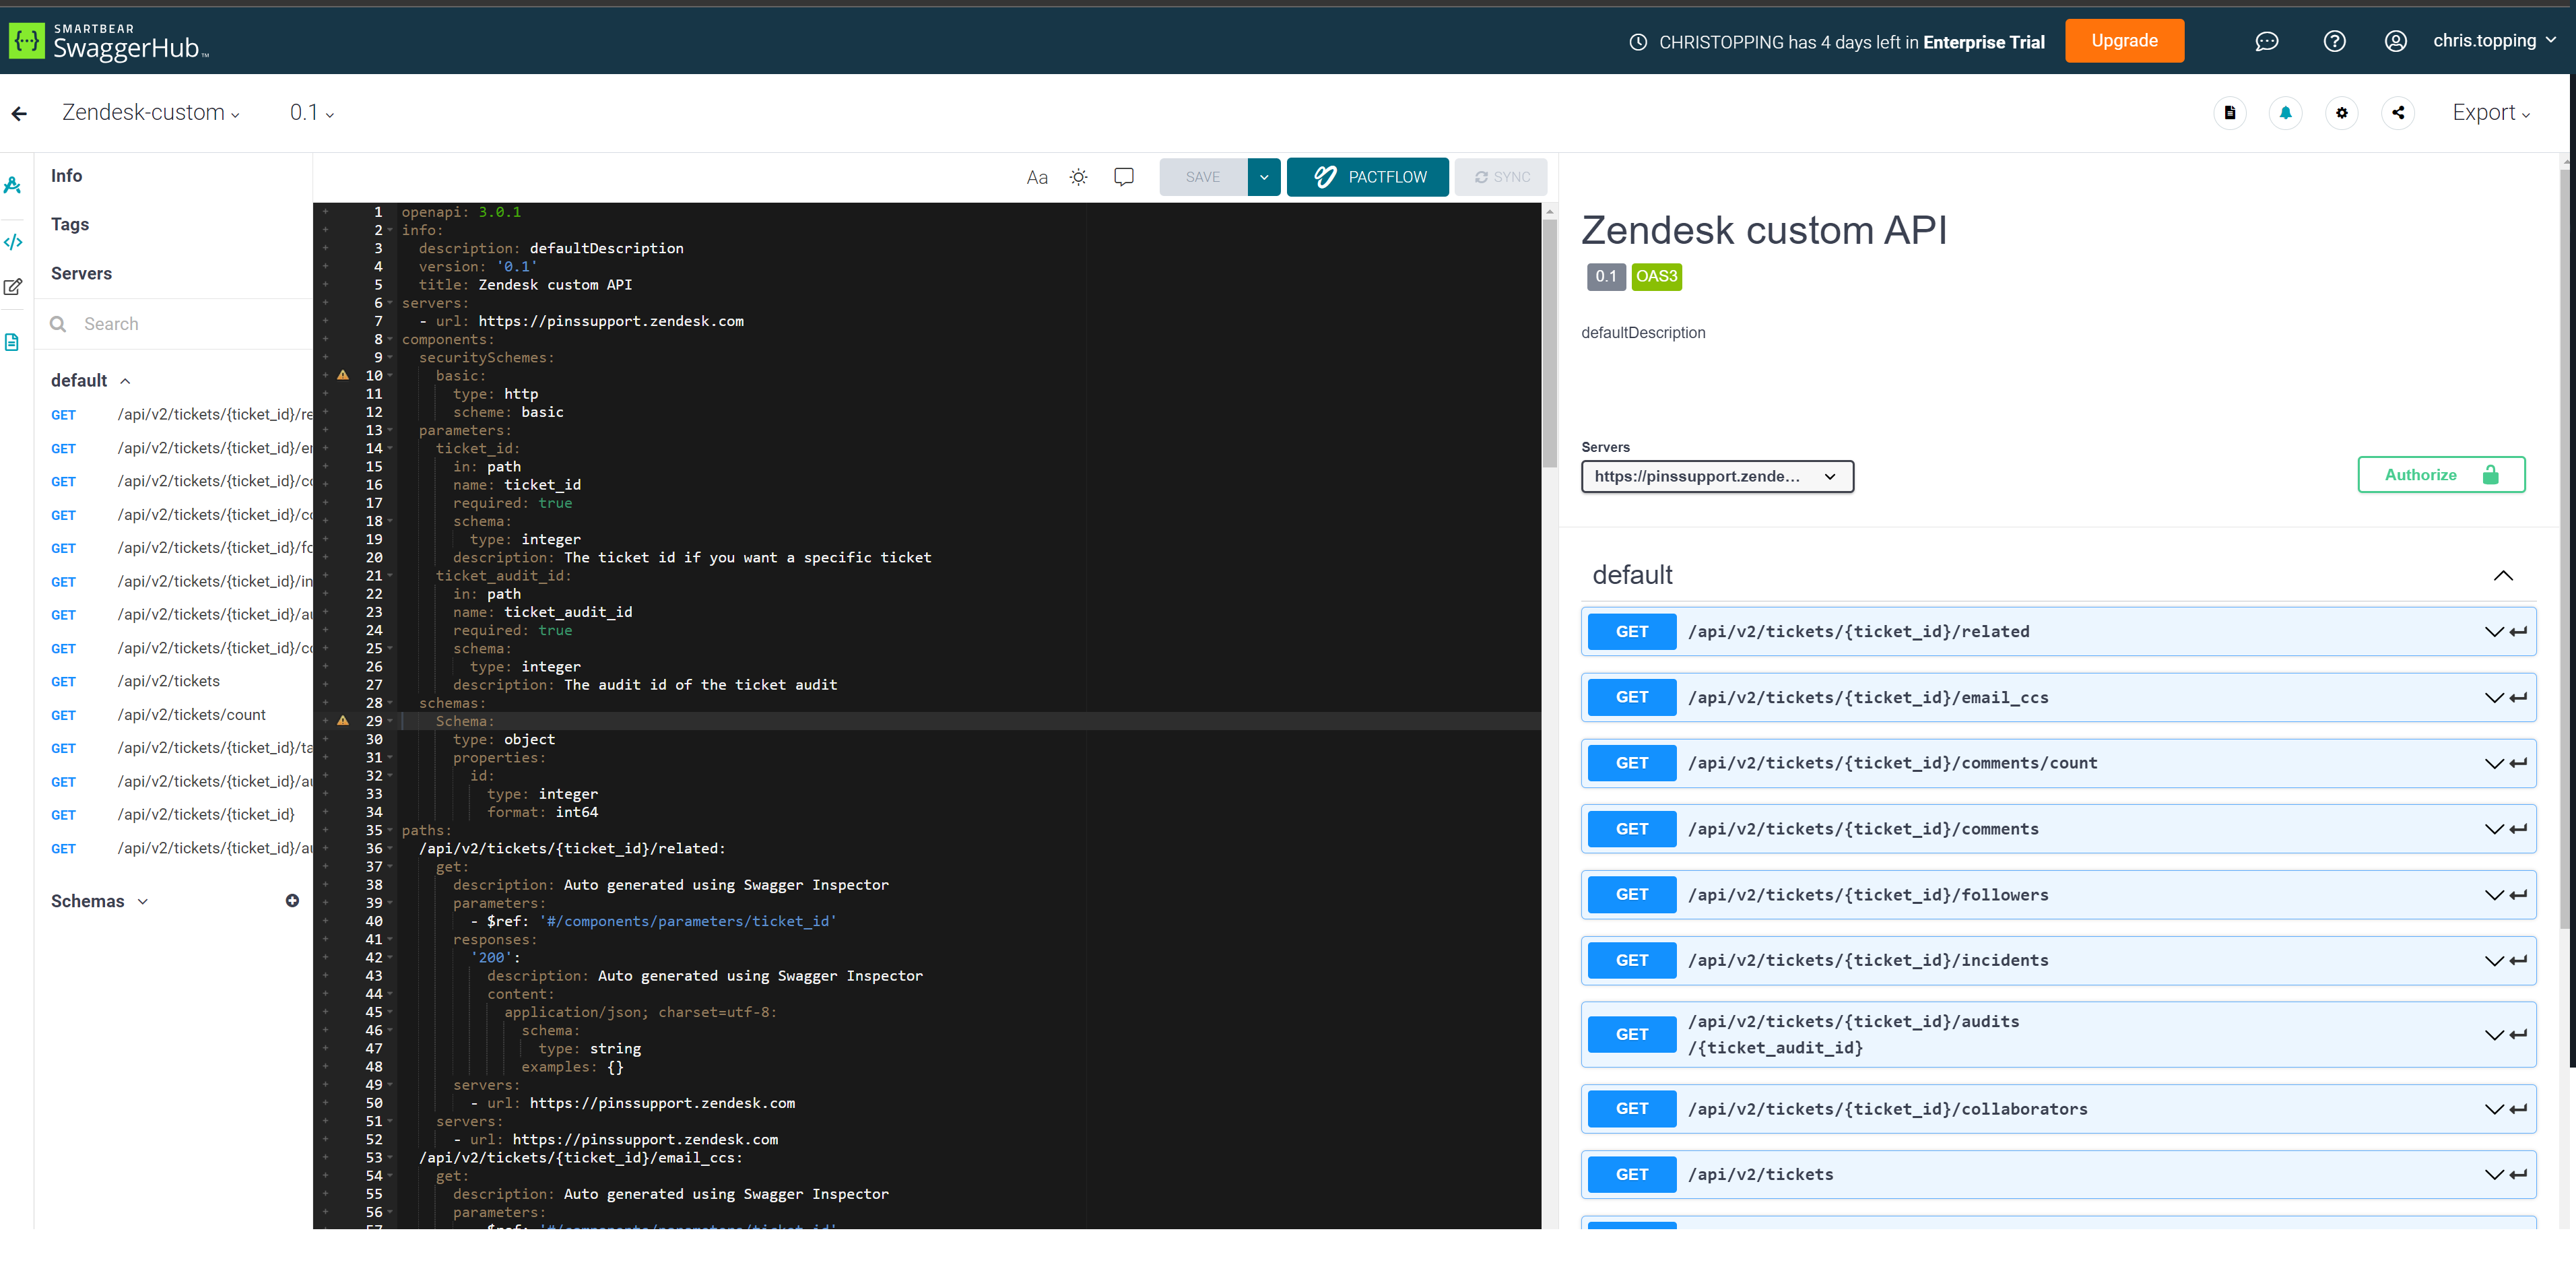 SMARTBEAR
SwaggerHub™
CHRISTOPPING has 4 days left in Enterprise Trial
Upgrade
chris.topping
Zendesk-custom
0.1
Export
Info
Tags
Servers
Search
default
GET /api/v2/tickets/{ticket_id}/re
GET /api/v2/tickets/{ticket_id}/er
GET /api/v2/tickets/{ticket_id}/co
GET /api/v2/tickets/{ticket_id}/co
GET /api/v2/tickets/{ticket_id}/fo
GET /api/v2/tickets/{ticket_id}/in
GET /api/v2/tickets/{ticket_id}/au
GET /api/v2/tickets/{ticket_id}/co
GET /api/v2/tickets
GET /api/v2/tickets/count
GET /api/v2/tickets/{ticket_id}/ta
GET /api/v2/tickets/{ticket_id}/au
GET /api/v2/tickets/{ticket_id}
GET /api/v2/tickets/{ticket_id}/au
Schemas
Aa
SAVE
PACTFLOW
SYNC
1 openapi: 3.0.1
2 info:
3 description: defaultDescription
4 version: '0.1'
5 title: Zendesk custom API
6 servers:
7 - url: https://pinssupport.zendesk.com
8 components:
9 securitySchemes:
10 basic:
11 type: http
12 scheme: basic
13 parameters:
14 ticket_id:
15 in: path
16 name: ticket_id
17 required: true
18 schema:
19 type: integer
20 description: The ticket id if you want a specific ticket
21 ticket_audit_id:
22 in: path
23 name: ticket_audit_id
24 required: true
25 schema:
26 type: integer
27 description: The audit id of the ticket audit
28 schemas:
29 Schema:
30 type: object
31 properties:
32 id:
33 type: integer
34 format: int64
35 paths:
36 /api/v2/tickets/{ticket_id}/related:
37 get:
38 description: Auto generated using Swagger Inspector
39 parameters:
40 - $ref: '#/components/parameters/ticket_id'
41 responses:
42 '200':
43 description: Auto generated using Swagger Inspector
44 content:
45 application/json; charset=utf-8:
46 schema:
47 type: string
48 examples: {}
49 servers:
50 - url: https://pinssupport.zendesk.com
51 servers:
52 - url: https://pinssupport.zendesk.com
53 /api/v2/tickets/{ticket_id}/email_ccs:
54 get:
55 description: Auto generated using Swagger Inspector
56 parameters:
57 - $ref: '#/components/parameters/ticket_id'
Zendesk custom API
0.1 OAS3
defaultDescription
Servers
https://pinssupport.zende...
Authorize
default
GET /api/v2/tickets/{ticket_id}/related
GET /api/v2/tickets/{ticket_id}/email_ccs
GET /api/v2/tickets/{ticket_id}/comments/count
GET /api/v2/tickets/{ticket_id}/comments
GET /api/v2/tickets/{ticket_id}/followers
GET /api/v2/tickets/{ticket_id}/incidents
GET /api/v2/tickets/{ticket_id}/audits
/{ticket_audit_id}
GET /api/v2/tickets/{ticket_id}/collaborators
GET /api/v2/tickets